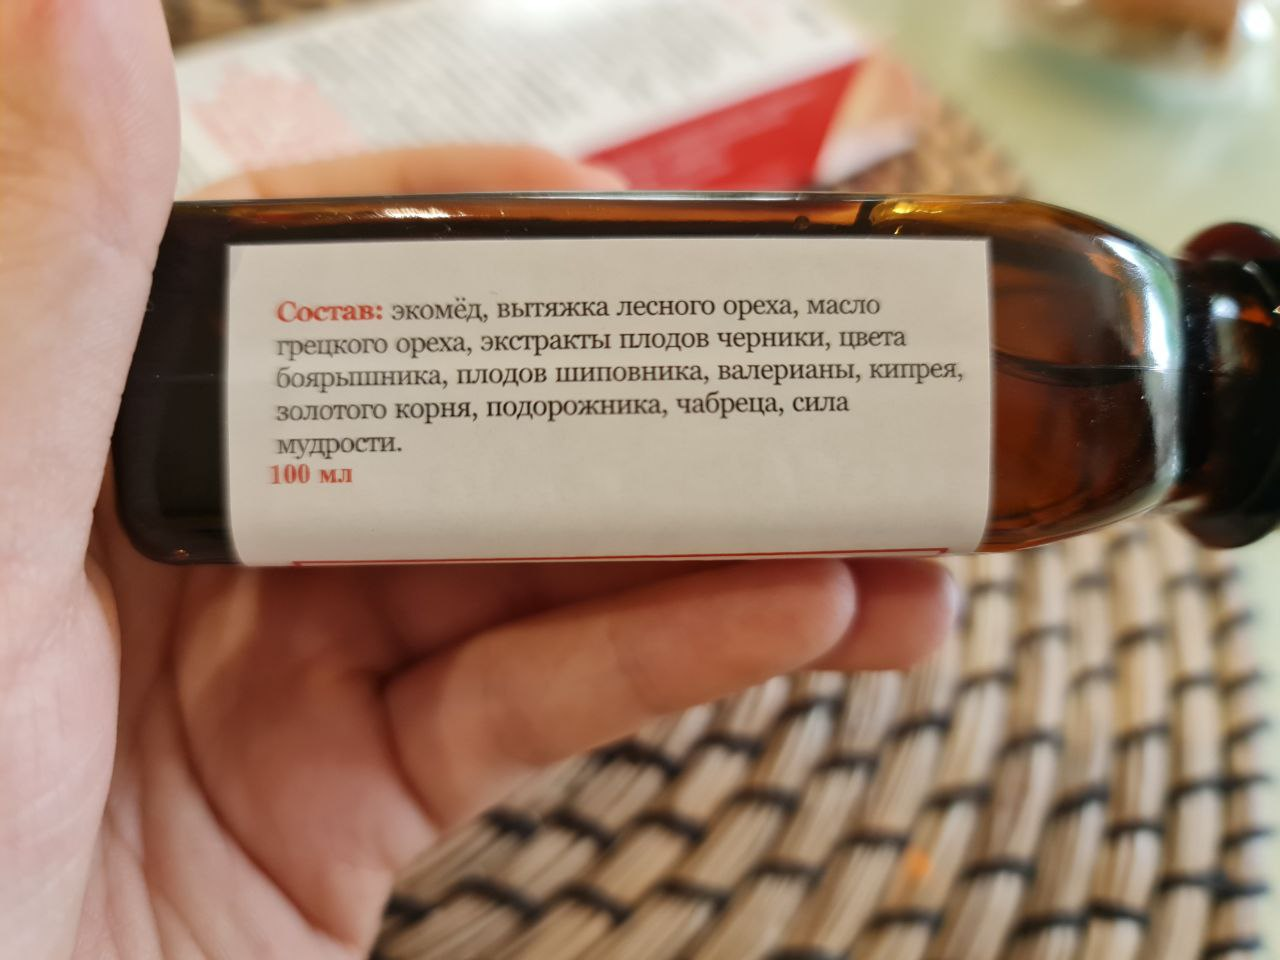 Состав: экомёд, вытяжка лесного ореха, масло
грецкого ореха, экстракты плодов черники, цвета
боярышника, плодов шиповника, валерианы, кипрея,
золотого корня, подорожника, чабреца, сила
мудрости.
100 мл